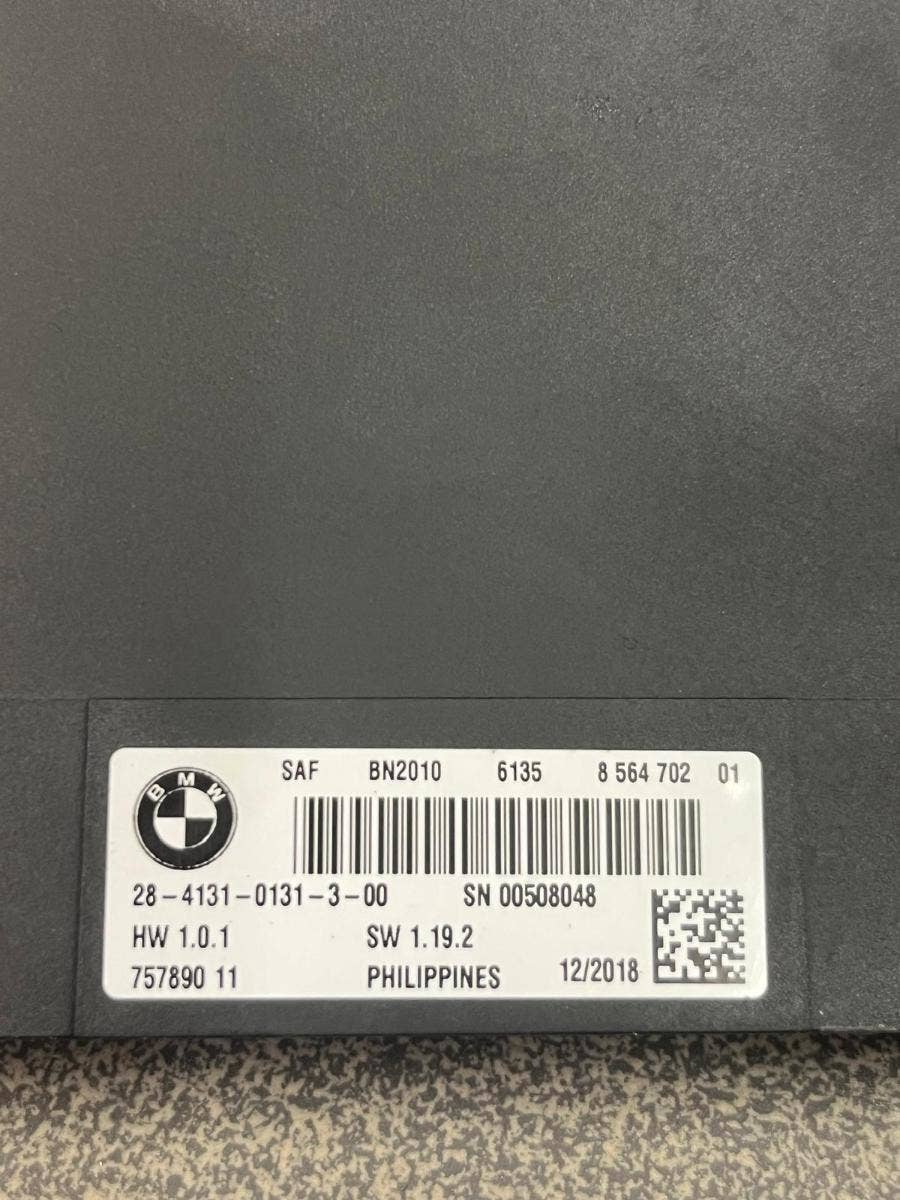 BMW
SAF BN2010 6135 8 564 702 01
28-4131-0131-3-00 SN 00508048
HW 1.0.1 SW 1.19.2
757890 11 PHILIPPINES 12/2018